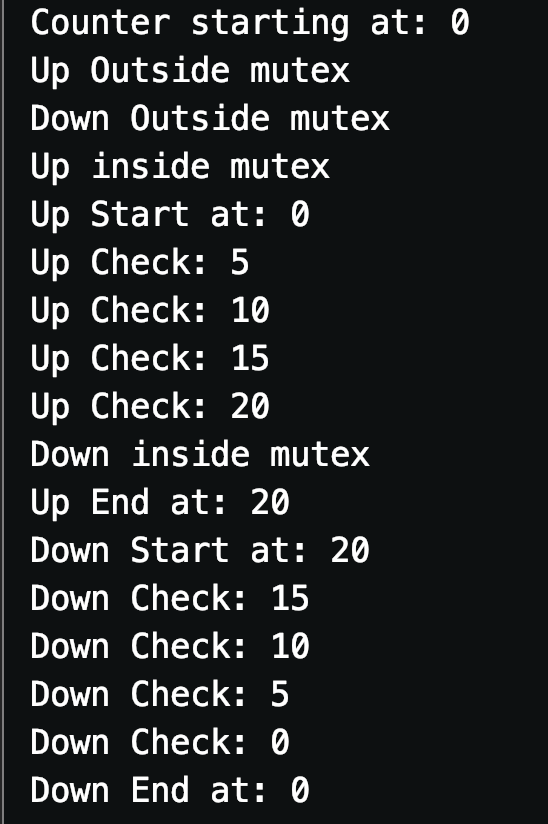 Counter starting at: 0
Up Outside mutex
Down Outside mutex
Up inside mutex
Up Start at: 0
Up Check: 5
Up Check: 10
Up Check: 15
Up Check: 20
Down inside mutex
Up End at: 20
Down Start at: 20
Down Check: 15
Down Check: 10
Down Check: 5
Down Check: 0
Down End at: 0